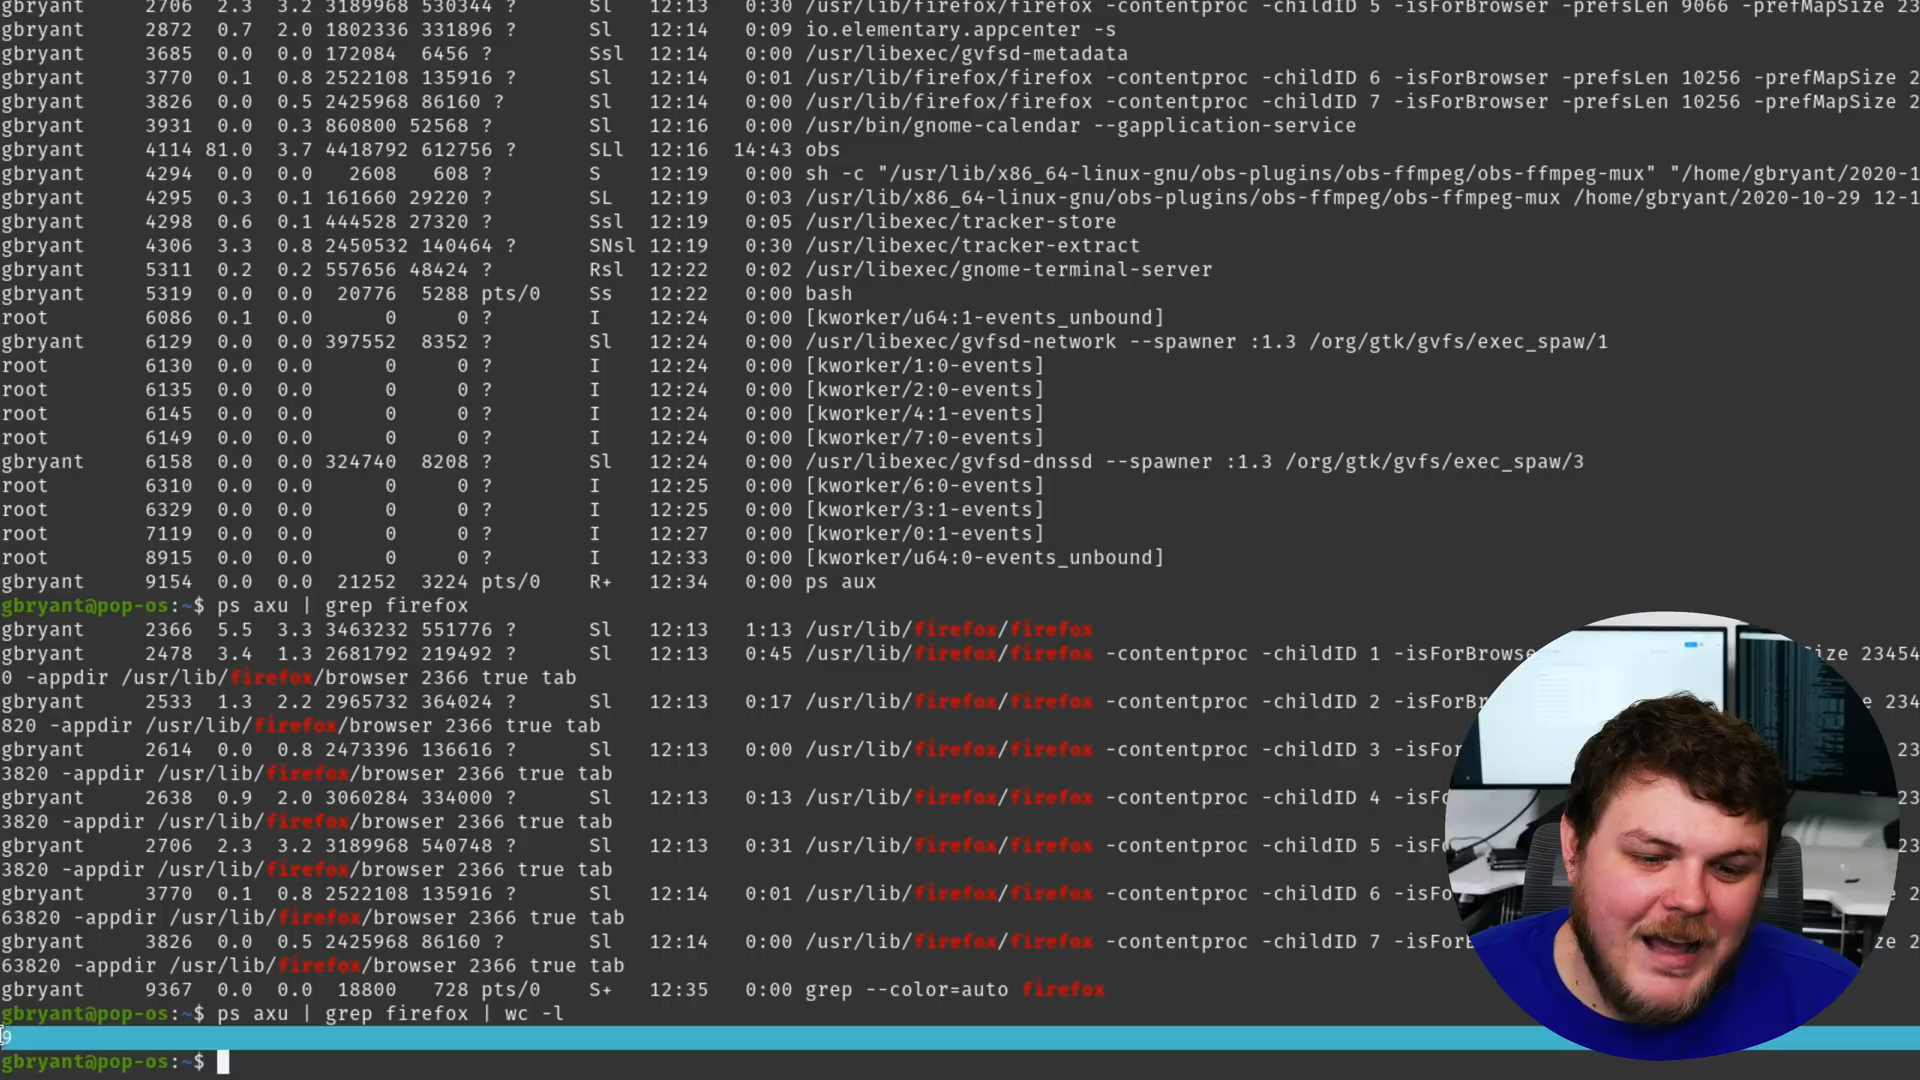 gbryant 2706 2.3 3.2 3189968 530344 ? Sl 12:13 0:30 /usr/lib/firefox/firefox -contentproc -childID 5 -isForBrowser -prefsLen 9066 -prefMapSize 23
gbryant 2872 0.7 2.0 1802336 331896 ? Sl 12:14 0:09 io.elementary.appcenter -s
gbryant 3685 0.0 0.0 172084 6456 ? Ssl 12:14 0:00 /usr/libexec/gvfsd-metadata
gbryant 3770 0.1 0.8 2522108 135916 ? Sl 12:14 0:01 /usr/lib/firefox/firefox -contentproc -childID 6 -isForBrowser -prefsLen 10256 -prefMapSize 2
gbryant 3826 0.0 0.5 2425968 86160 ? Sl 12:14 0:00 /usr/lib/firefox/firefox -contentproc -childID 7 -isForBrowser -prefsLen 10256 -prefMapSize 2
gbryant 3931 0.0 0.3 860800 52568 ? Sl 12:16 0:00 /usr/bin/gnome-calendar --gapplication-service
gbryant 4114 81.0 3.7 4418792 612756 ? SLl 12:16 14:43 obs
gbryant 4294 0.0 0.0 2608 608 ? S 12:19 0:00 sh -c "/usr/lib/x86_64-linux-gnu/obs-plugins/obs-ffmpeg/obs-ffmpeg-mux" "/home/gbryant/2020-1
gbryant 4295 0.3 0.1 161660 29220 ? SL 12:19 0:03 /usr/lib/x86_64-linux-gnu/obs-plugins/obs-ffmpeg/obs-ffmpeg-mux /home/gbryant/2020-10-29 12-1
gbryant 4298 0.6 0.1 444528 27320 ? Ssl 12:19 0:05 /usr/libexec/tracker-store
gbryant 4306 3.3 0.8 2450532 140464 ? SNsl 12:19 0:30 /usr/libexec/tracker-extract
gbryant 5311 0.2 0.2 557656 48424 ? Rsl 12:22 0:02 /usr/libexec/gnome-terminal-server
gbryant 5319 0.0 0.0 20776 5288 pts/0 Ss 12:22 0:00 bash
root 6086 0.1 0.0 0 0 ? I 12:24 0:00 [kworker/u64:1-events_unbound]
gbryant 6129 0.0 0.0 397552 8352 ? Sl 12:24 0:00 /usr/libexec/gvfsd-network --spawner :1.3 /org/gtk/gvfs/exec_spaw/1
root 6130 0.0 0.0 0 0 ? I 12:24 0:00 [kworker/1:0-events]
root 6135 0.0 0.0 0 0 ? I 12:24 0:00 [kworker/2:0-events]
root 6145 0.0 0.0 0 0 ? I 12:24 0:00 [kworker/4:1-events]
root 6149 0.0 0.0 0 0 ? I 12:24 0:00 [kworker/7:0-events]
gbryant 6158 0.0 0.0 324740 8208 ? Sl 12:24 0:00 /usr/libexec/gvfsd-dnssd --spawner :1.3 /org/gtk/gvfs/exec_spaw/3
root 6310 0.0 0.0 0 0 ? I 12:25 0:00 [kworker/6:0-events]
root 6329 0.0 0.0 0 0 ? I 12:25 0:00 [kworker/3:1-events]
root 7119 0.0 0.0 0 0 ? I 12:27 0:00 [kworker/0:1-events]
root 8915 0.0 0.0 0 0 ? I 12:33 0:00 [kworker/u64:0-events_unbound]
gbryant 9154 0.0 0.0 21252 3224 pts/0 R+ 12:34 0:00 ps aux
gbryant@pop-os:~$ ps axu | grep firefox
gbryant 2366 5.5 3.3 3463232 551776 ? Sl 12:13 1:13 /usr/lib/firefox/firefox
gbryant 2478 3.4 1.3 2681792 219492 ? Sl 12:13 0:45 /usr/lib/firefox/firefox -contentproc -childID 1 -isForBrowse ize 23454
0 -appdir /usr/lib/firefox/browser 2366 true tab
gbryant 2533 1.3 2.2 2965732 364024 ? Sl 12:13 0:17 /usr/lib/firefox/firefox -contentproc -childID 2 -isForB e 234
820 -appdir /usr/lib/firefox/browser 2366 true tab
gbryant 2614 0.0 0.8 2473396 136616 ? Sl 12:13 0:00 /usr/lib/firefox/firefox -contentproc -childID 3 -isFor 23
3820 -appdir /usr/lib/firefox/browser 2366 true tab
gbryant 2638 0.9 2.0 3060284 334000 ? Sl 12:13 0:13 /usr/lib/firefox/firefox -contentproc -childID 4 -isFo 23
3820 -appdir /usr/lib/firefox/browser 2366 true tab
gbryant 2706 2.3 3.2 3189968 540748 ? Sl 12:13 0:31 /usr/lib/firefox/firefox -contentproc -childID 5 -isFo 23
3820 -appdir /usr/lib/firefox/browser 2366 true tab
gbryant 3770 0.1 0.8 2522108 135916 ? Sl 12:14 0:01 /usr/lib/firefox/firefox -contentproc -childID 6 -isFo 2
63820 -appdir /usr/lib/firefox/browser 2366 true tab
gbryant 3826 0.0 0.5 2425968 86160 ? Sl 12:14 0:00 /usr/lib/firefox/firefox -contentproc -childID 7 -isForB ze 2
63820 -appdir /usr/lib/firefox/browser 2366 true tab
gbryant 9367 0.0 0.0 18800 728 pts/0 S+ 12:35 0:00 grep --color=auto firefox
gbryant@pop-os:~$ ps axu | grep firefox | wc -l
9
gbryant@pop-os:~$